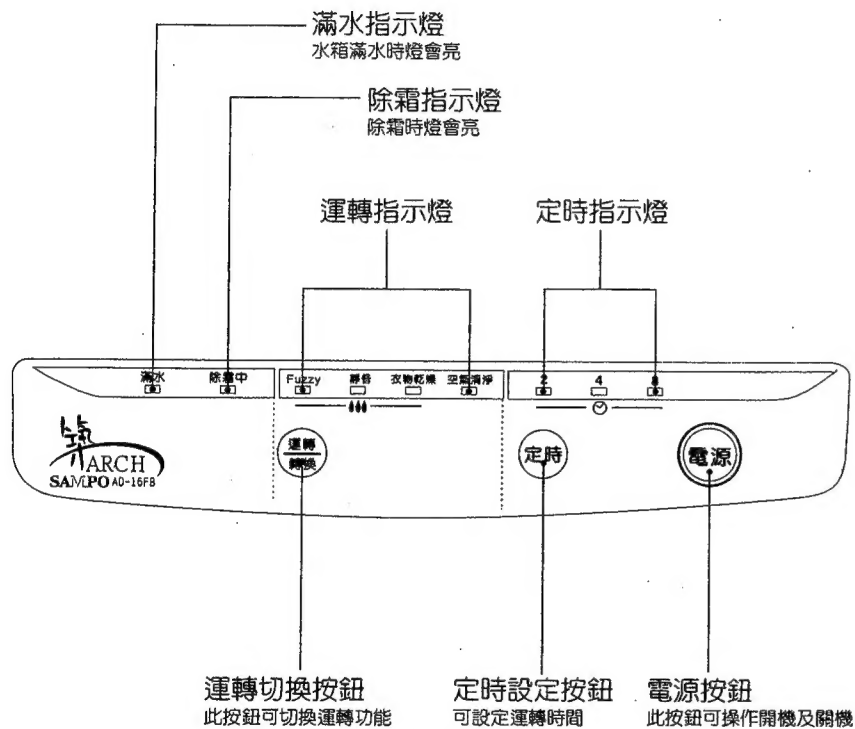 滿水指示燈
水箱滿水時燈會亮
除霜指示燈
除霜時燈會亮
運轉指示燈
定時指示燈
滿水
除霜中
Fuzzy
靜音
衣物乾燥
空氣清淨
2
4
8
ARCH
SAMPO AD-16FB
運轉
轉換
定時
電源
運轉切換按鈕
此按鈕可切換運轉功能
定時設定按鈕
可設定運轉時間
電源按鈕
此按鈕可操作開機及關機